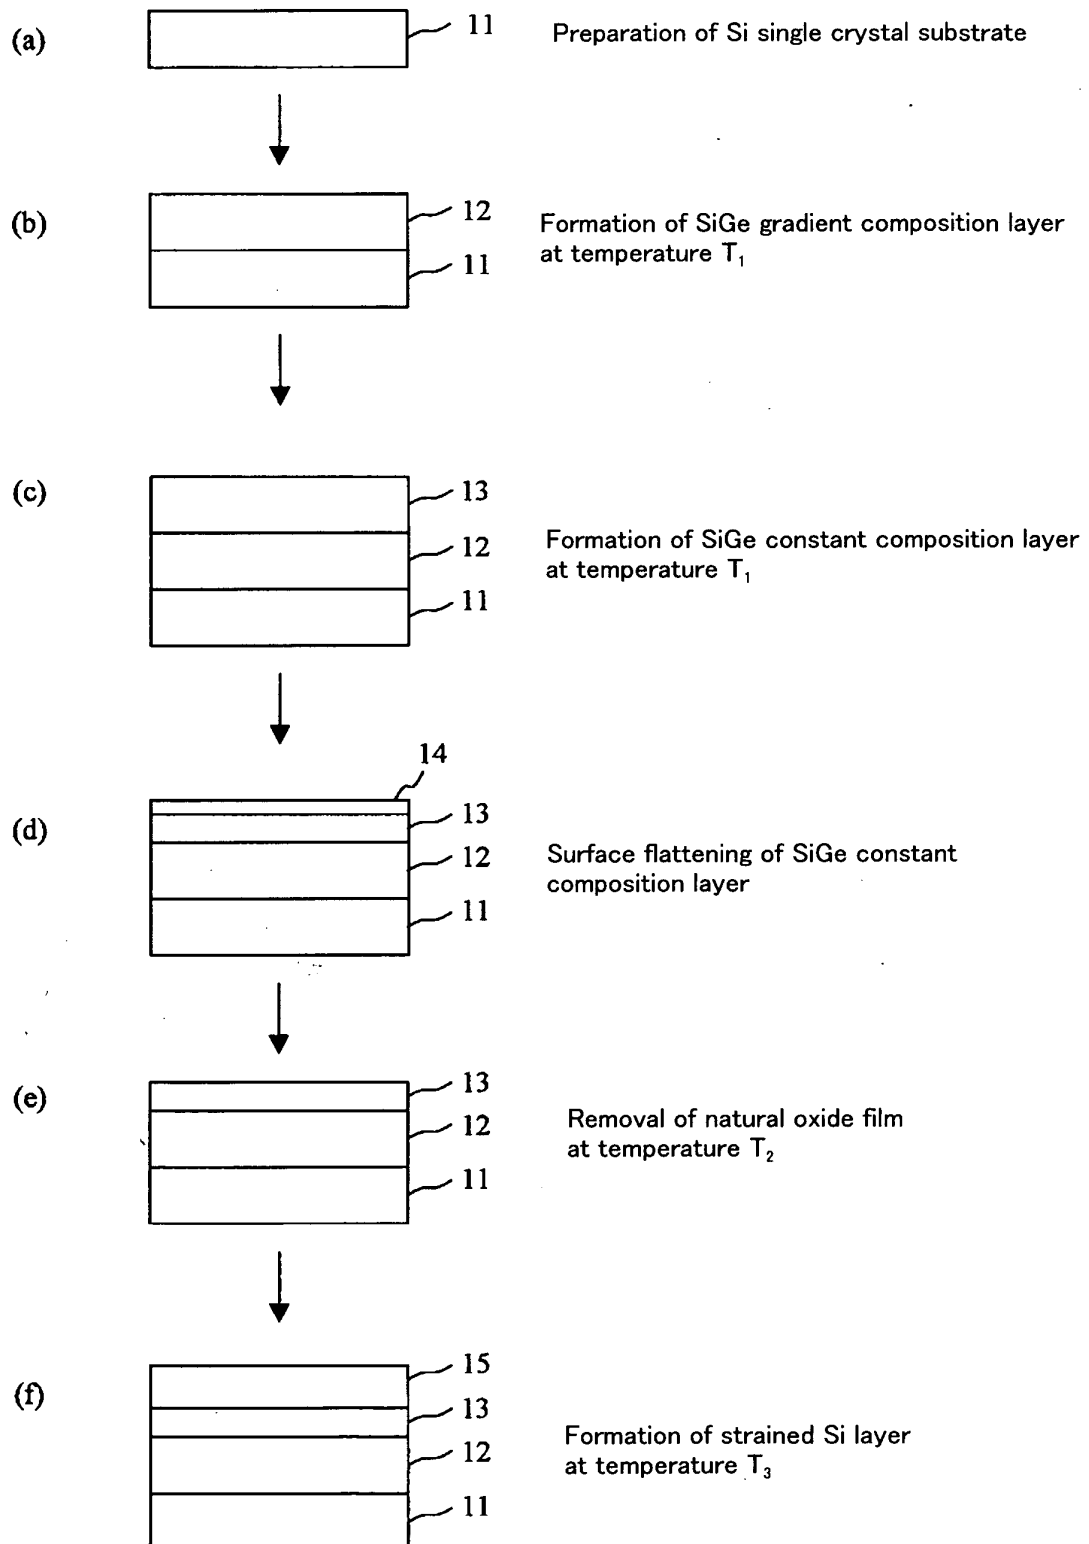 (a)
11
Preparation of Si single crystal substrate
(b)
12
11
Formation of SiGe gradient composition layer
at temperature T₁
(c)
13
12
11
Formation of SiGe constant composition layer
at temperature T₁
14
(d)
13
12
11
Surface flattening of SiGe constant
composition layer
(e)
13
12
11
Removal of natural oxide film
at temperature T₂
(f)
15
13
12
11
Formation of strained Si layer
at temperature T₃